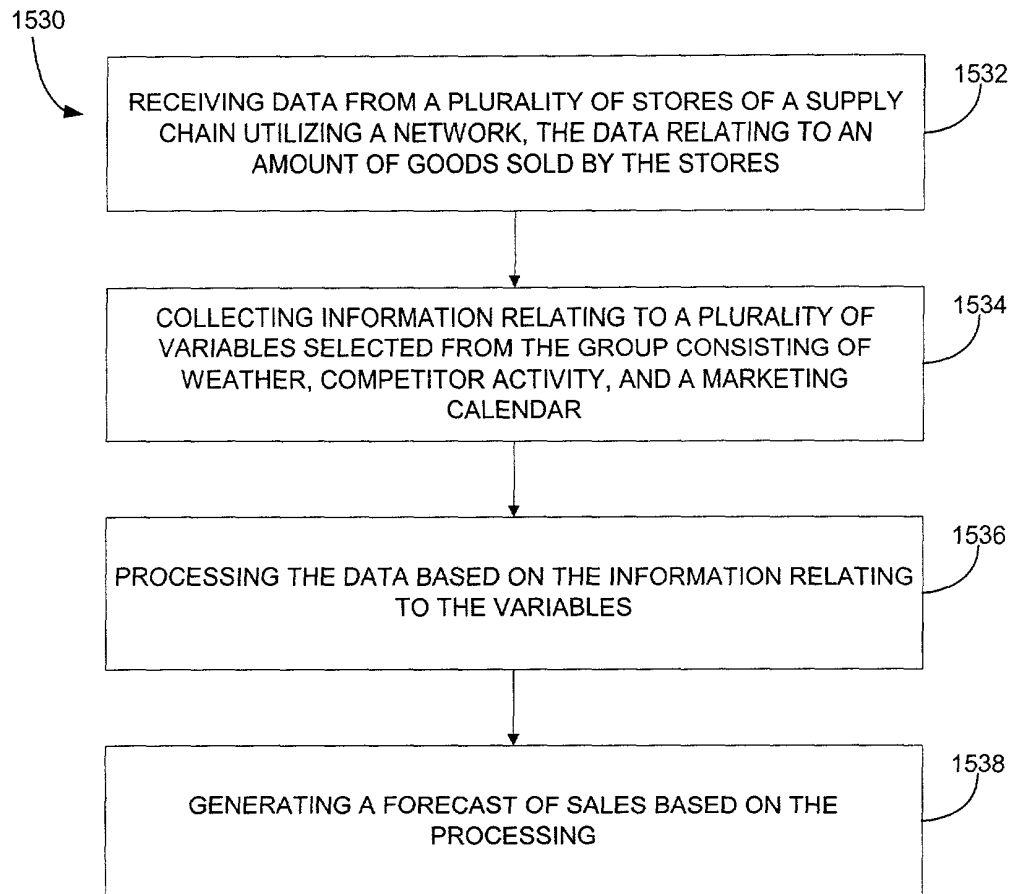 1530
1532
RECEIVING DATA FROM A PLURALITY OF STORES OF A SUPPLY
CHAIN UTILIZING A NETWORK, THE DATA RELATING TO AN
AMOUNT OF GOODS SOLD BY THE STORES
1534
COLLECTING INFORMATION RELATING TO A PLURALITY OF
VARIABLES SELECTED FROM THE GROUP CONSISTING OF
WEATHER, COMPETITOR ACTIVITY, AND A MARKETING
CALENDAR
1536
PROCESSING THE DATA BASED ON THE INFORMATION RELATING
TO THE VARIABLES
1538
GENERATING A FORECAST OF SALES BASED ON THE
PROCESSING